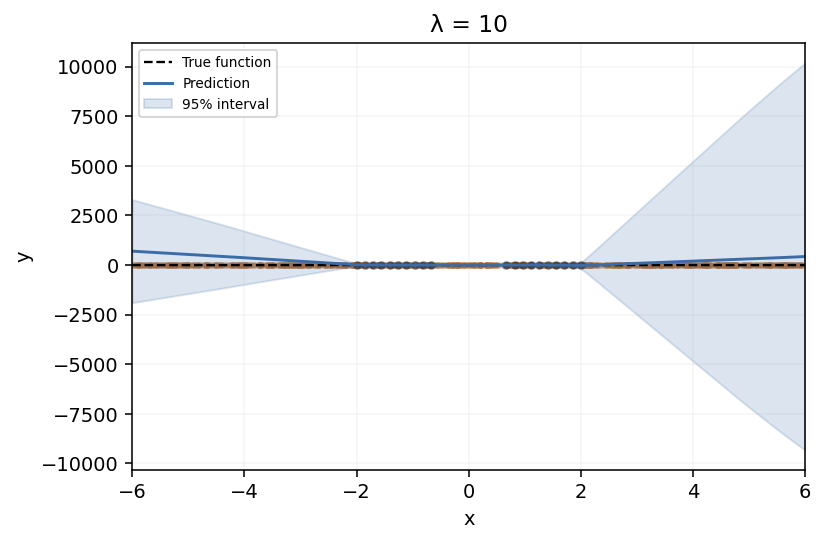 λ = 10
True function
Prediction
95% interval
10000
7500
5000
2500
0
−2500
−5000
−7500
−10000
y
−6 −4 −2 0 2 4 6
x